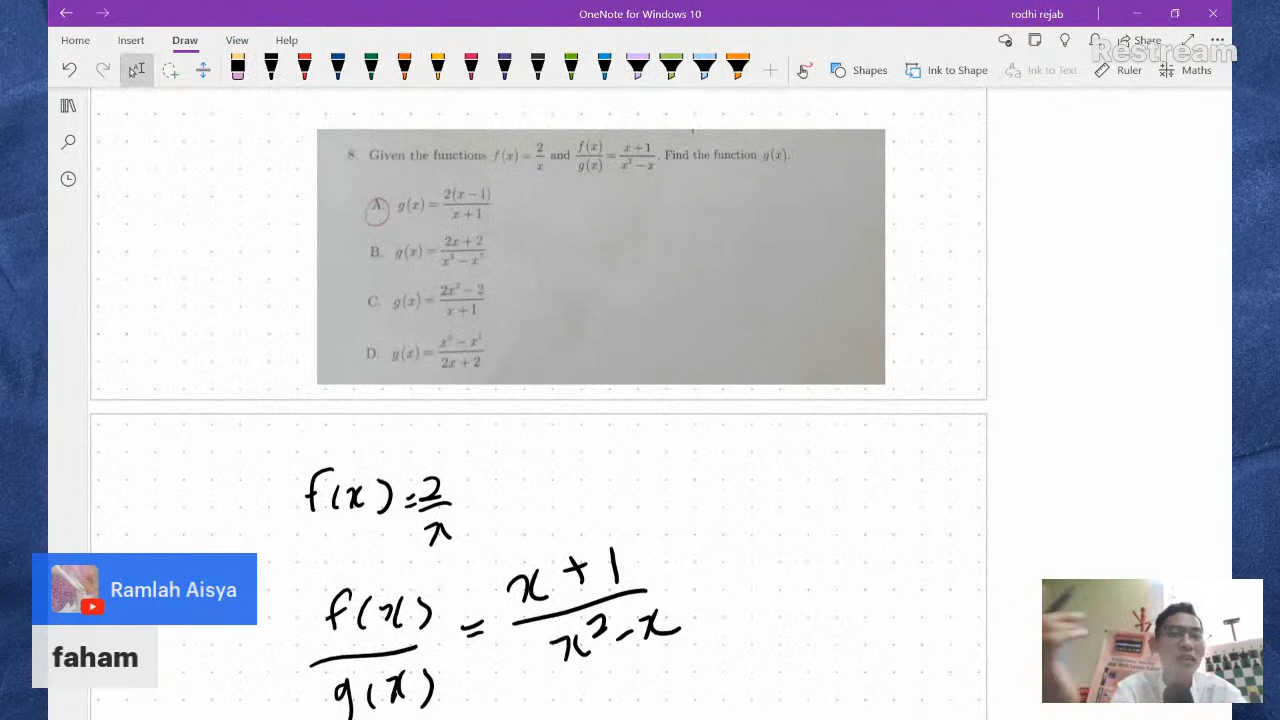 OneNote for Windows 10
rodhi rejab
Home Insert Draw View Help
Share
Restream
Shapes Ink to Shape Ink to Text Ruler Maths
8. Given the functions f(x) = 2/x and f(x)/g(x) = (x+1)/(x² − x). Find the function g(x).
A. g(x) = 2(x − 1)/(x + 1)
B. g(x) = (2x + 2)/(x³ − x²)
C. g(x) = (2x² − 2)/(x + 1)
D. g(x) = (x³ − x²)/(2x + 2)
f(x) = 2/x
f(x)/g(x) = (x + 1)/(x² − x)
Ramlah Aisya
faham